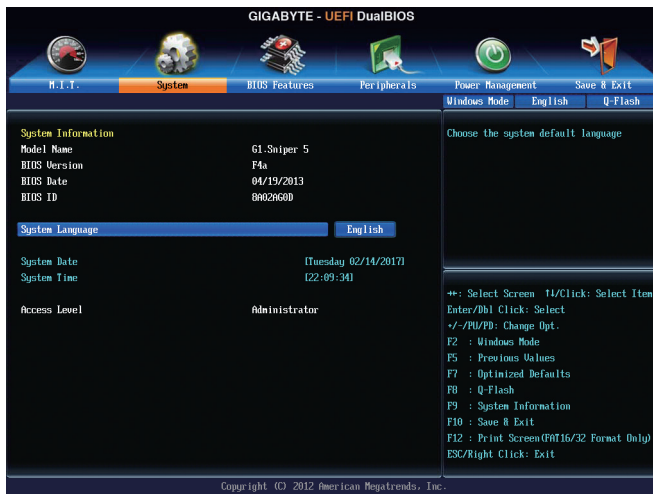 GIGABYTE - UEFI DualBIOS
M.I.T. System BIOS Features Peripherals Power Management Save & Exit
Windows Mode English Q-Flash
System Information
Model Name G1.Sniper 5
BIOS Version F4a
BIOS Date 04/19/2013
BIOS ID 8A02AG0D
System Language English
System Date [Tuesday 02/14/2017]
System Time [22:09:34]
Access Level Administrator
Choose the system default language
→←: Select Screen ↑↓/Click: Select Item
Enter/Dbl Click: Select
+/-/PU/PD: Change Opt.
F2 : Windows Mode
F5 : Previous Values
F7 : Optimized Defaults
F8 : Q-Flash
F9 : System Information
F10 : Save & Exit
F12 : Print Screen(FAT16/32 Format Only)
ESC/Right Click: Exit
Copyright (C) 2012 American Megatrends, Inc.